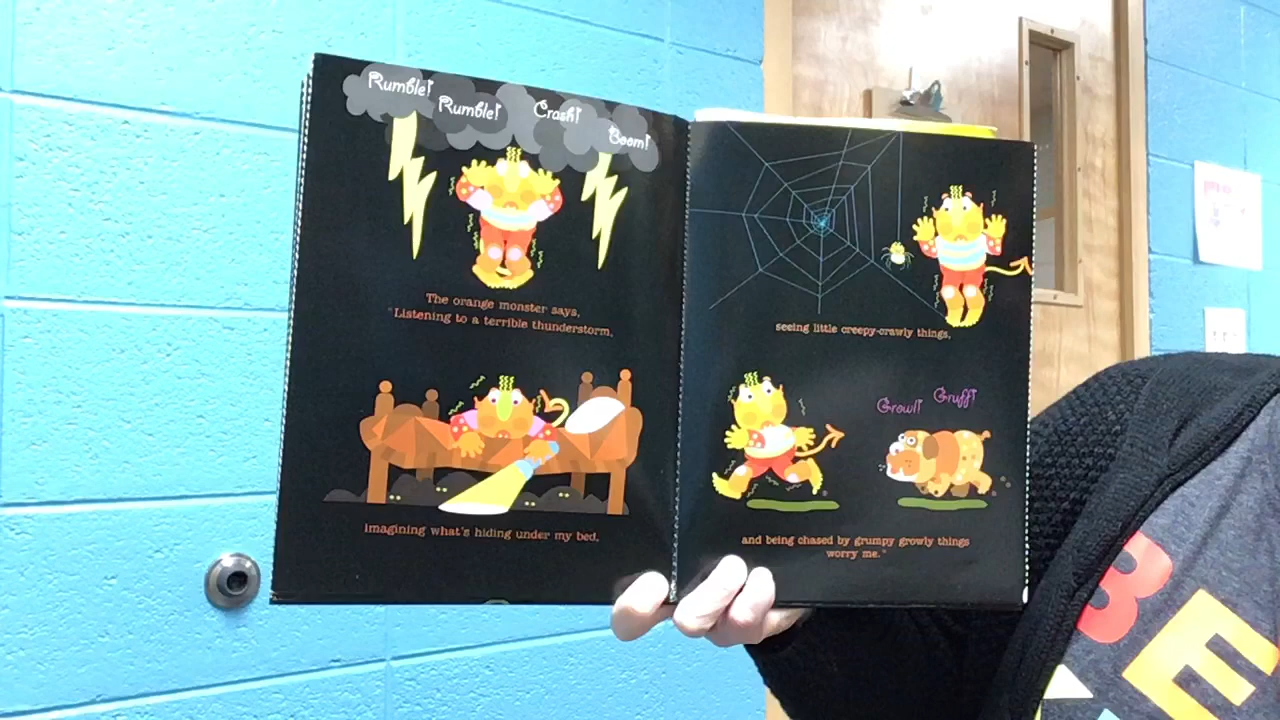 Rumble!
Rumble!
Crash!
Boom!
The orange monster says,
"Listening to a terrible thunderstorm,
imagining what's hiding under my bed,
seeing little creepy-crawly things,
Growl!
Gruff!
and being chased by grumpy growly things
worry me."
B
E